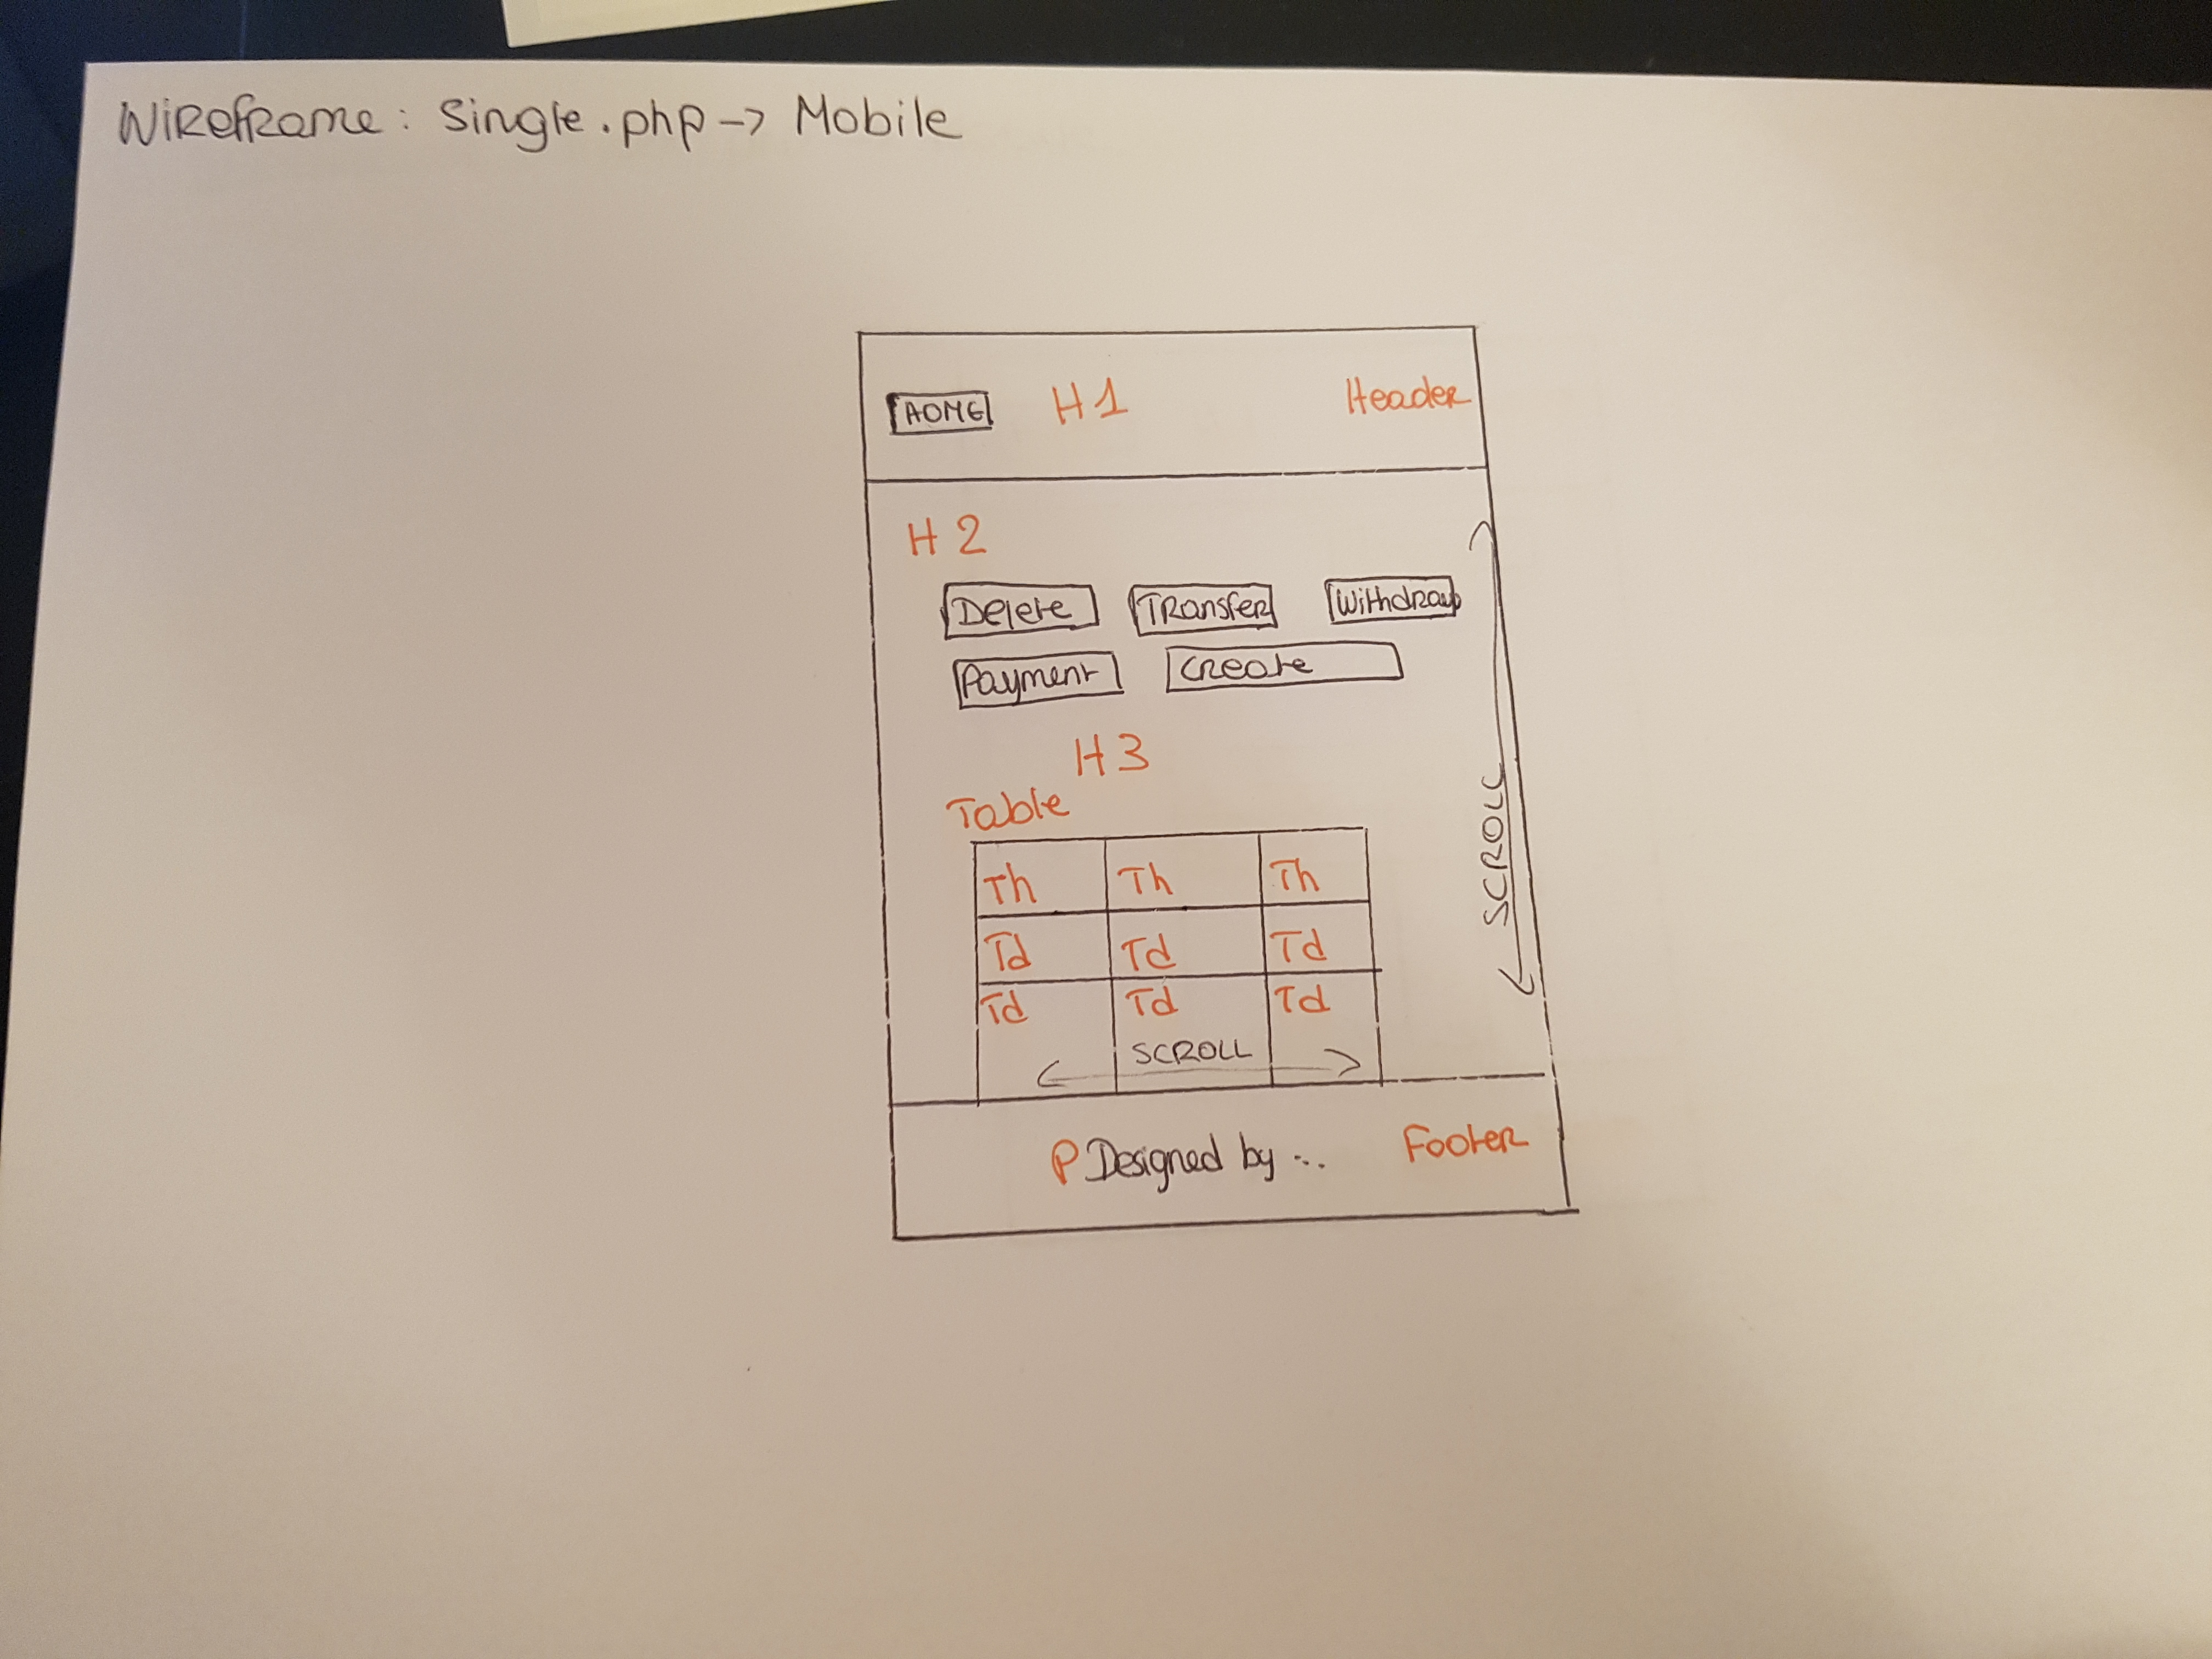 Wireframe: Single.php -> Mobile
HOME H1 Header
H2
Delete Transfer Withdraw
Payment Create
H3
Table
Th Th Th
Td Td Td
Td Td Td
SCROLL
SCROLL
P Designed by ... Footer